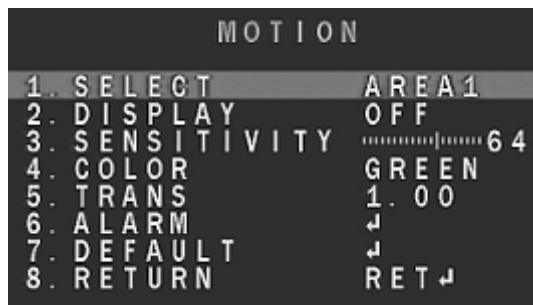 MOTION
1. SELECT AREA1
2. DISPLAY OFF
3. SENSITIVITY 64
4. COLOR GREEN
5. TRANS 1.00
6. ALARM ↲
7. DEFAULT ↲
8. RETURN RET↲